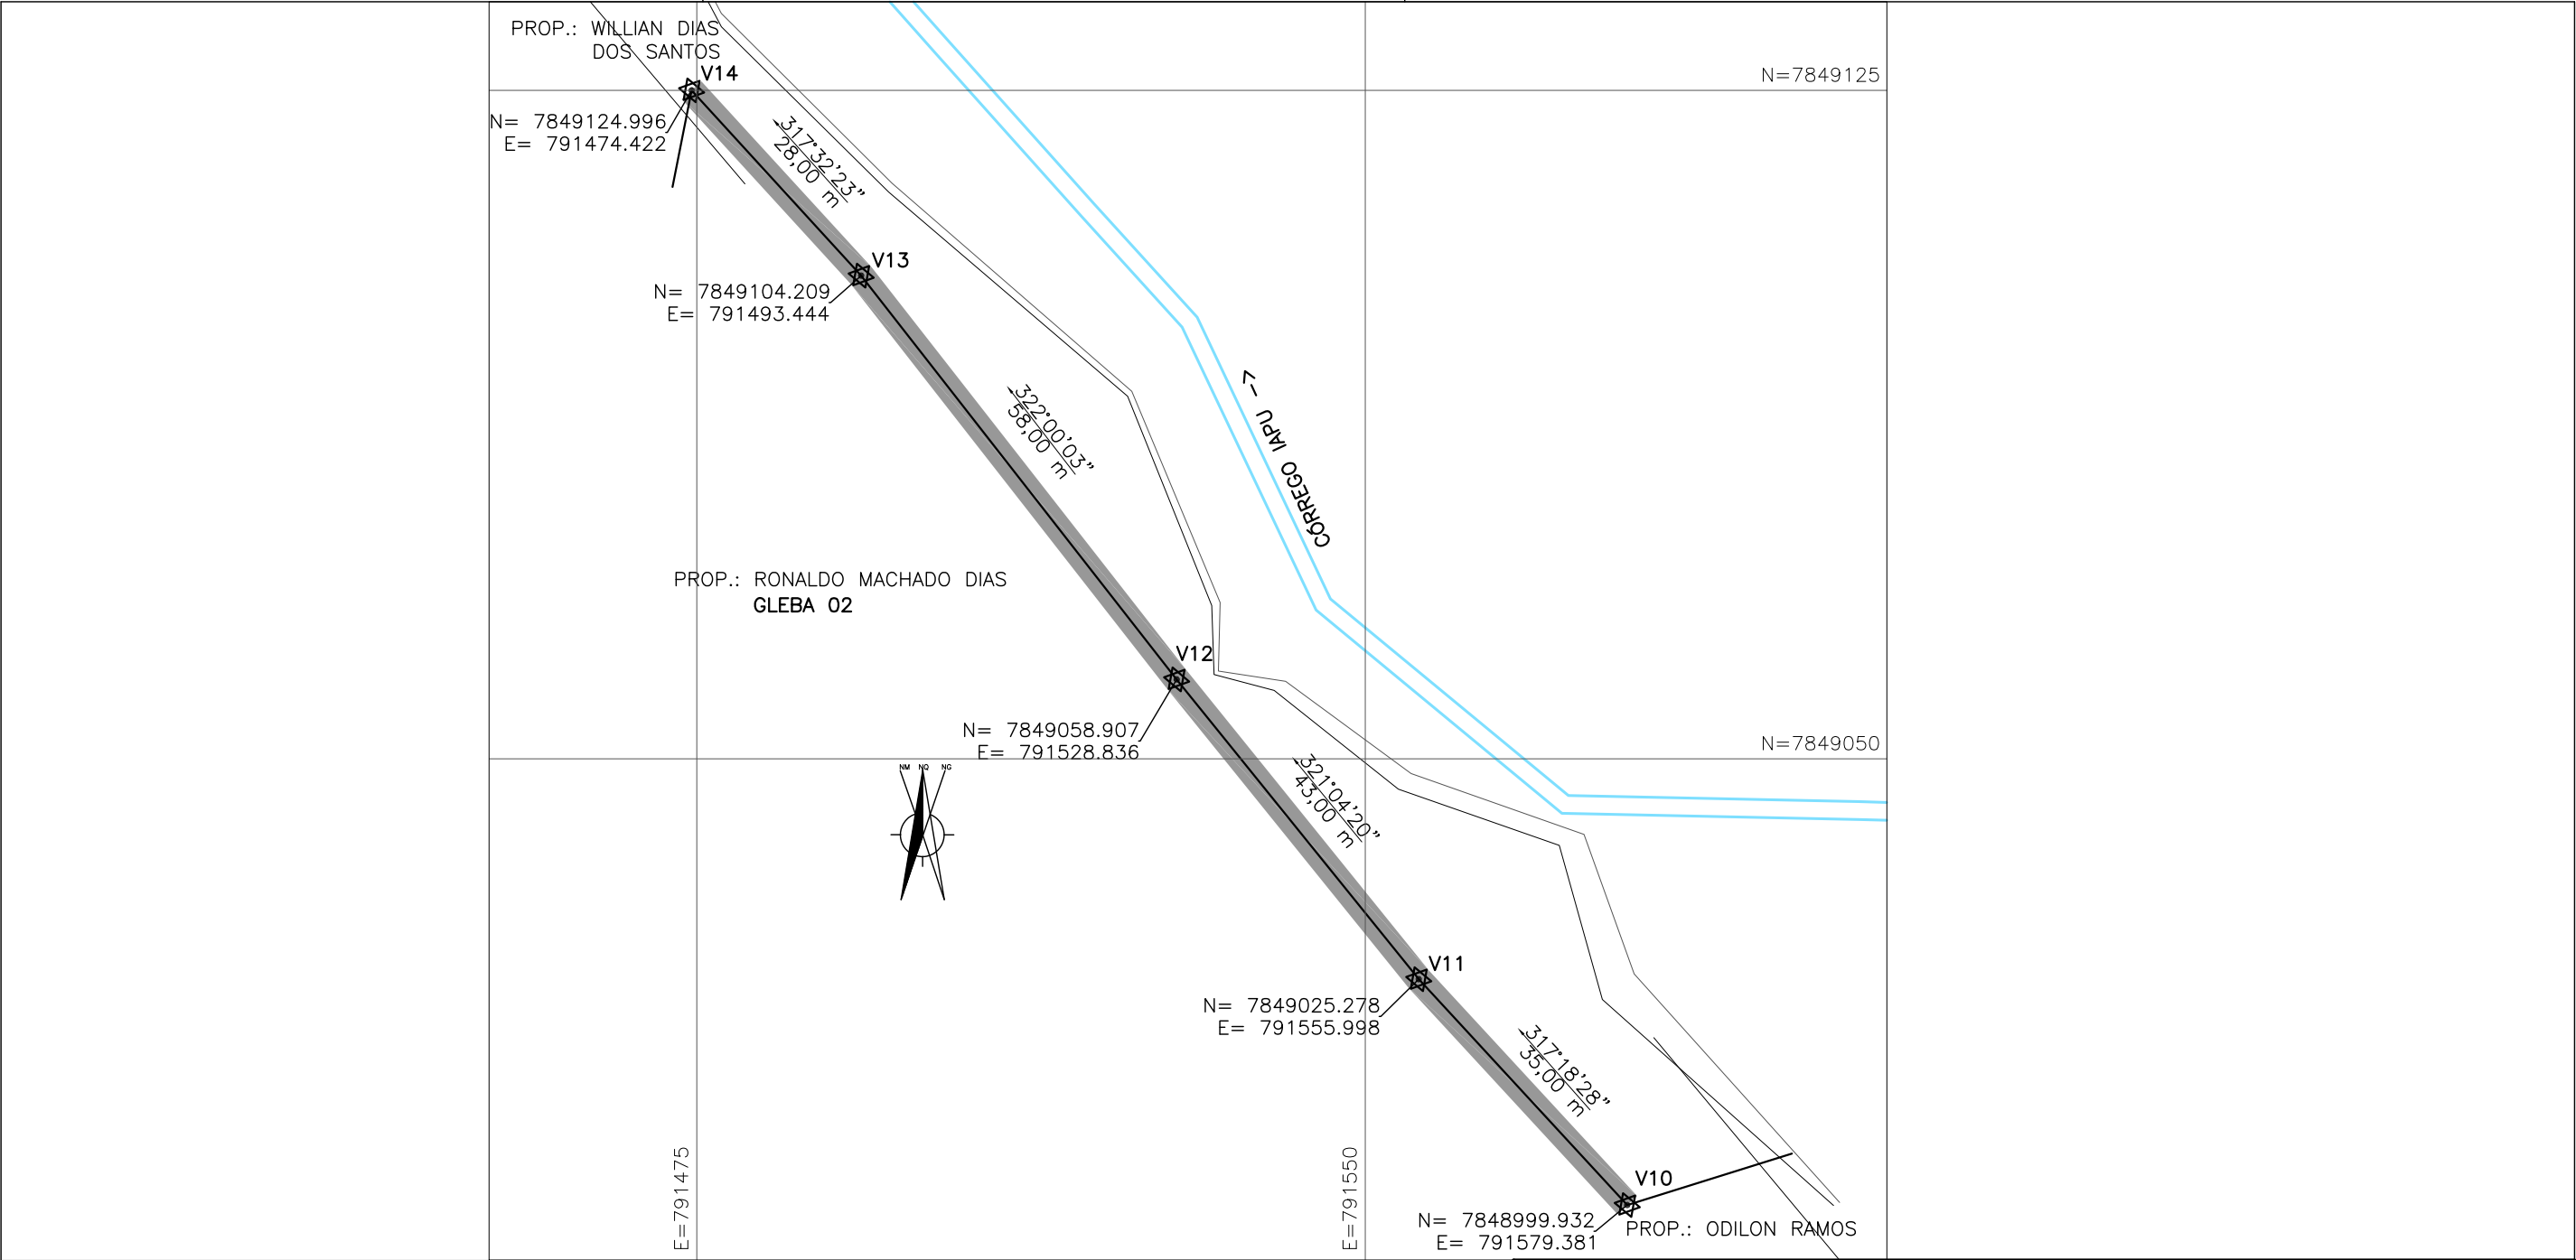 PROP.: WILLIAN DIAS
DOS SANTOS
V14
N=7849125
N= 7849124.996
E= 791474.422
317°32'23"
28,00 m
V13
N= 7849104.209
E= 791493.444
322°00'03"
58,00 m
CÓRREGO IAPU ->
PROP.: RONALDO MACHADO DIAS
GLEBA 02
V12
N= 7849058.907
E= 791528.836
N=7849050
NM NQ NG
321°04'20"
43,00 m
V11
N= 7849025.278
E= 791555.998
317°18'28"
35,00 m
E=791475
E=791550
V10
N= 7848999.932
E= 791579.381
PROP.: ODILON RAMOS